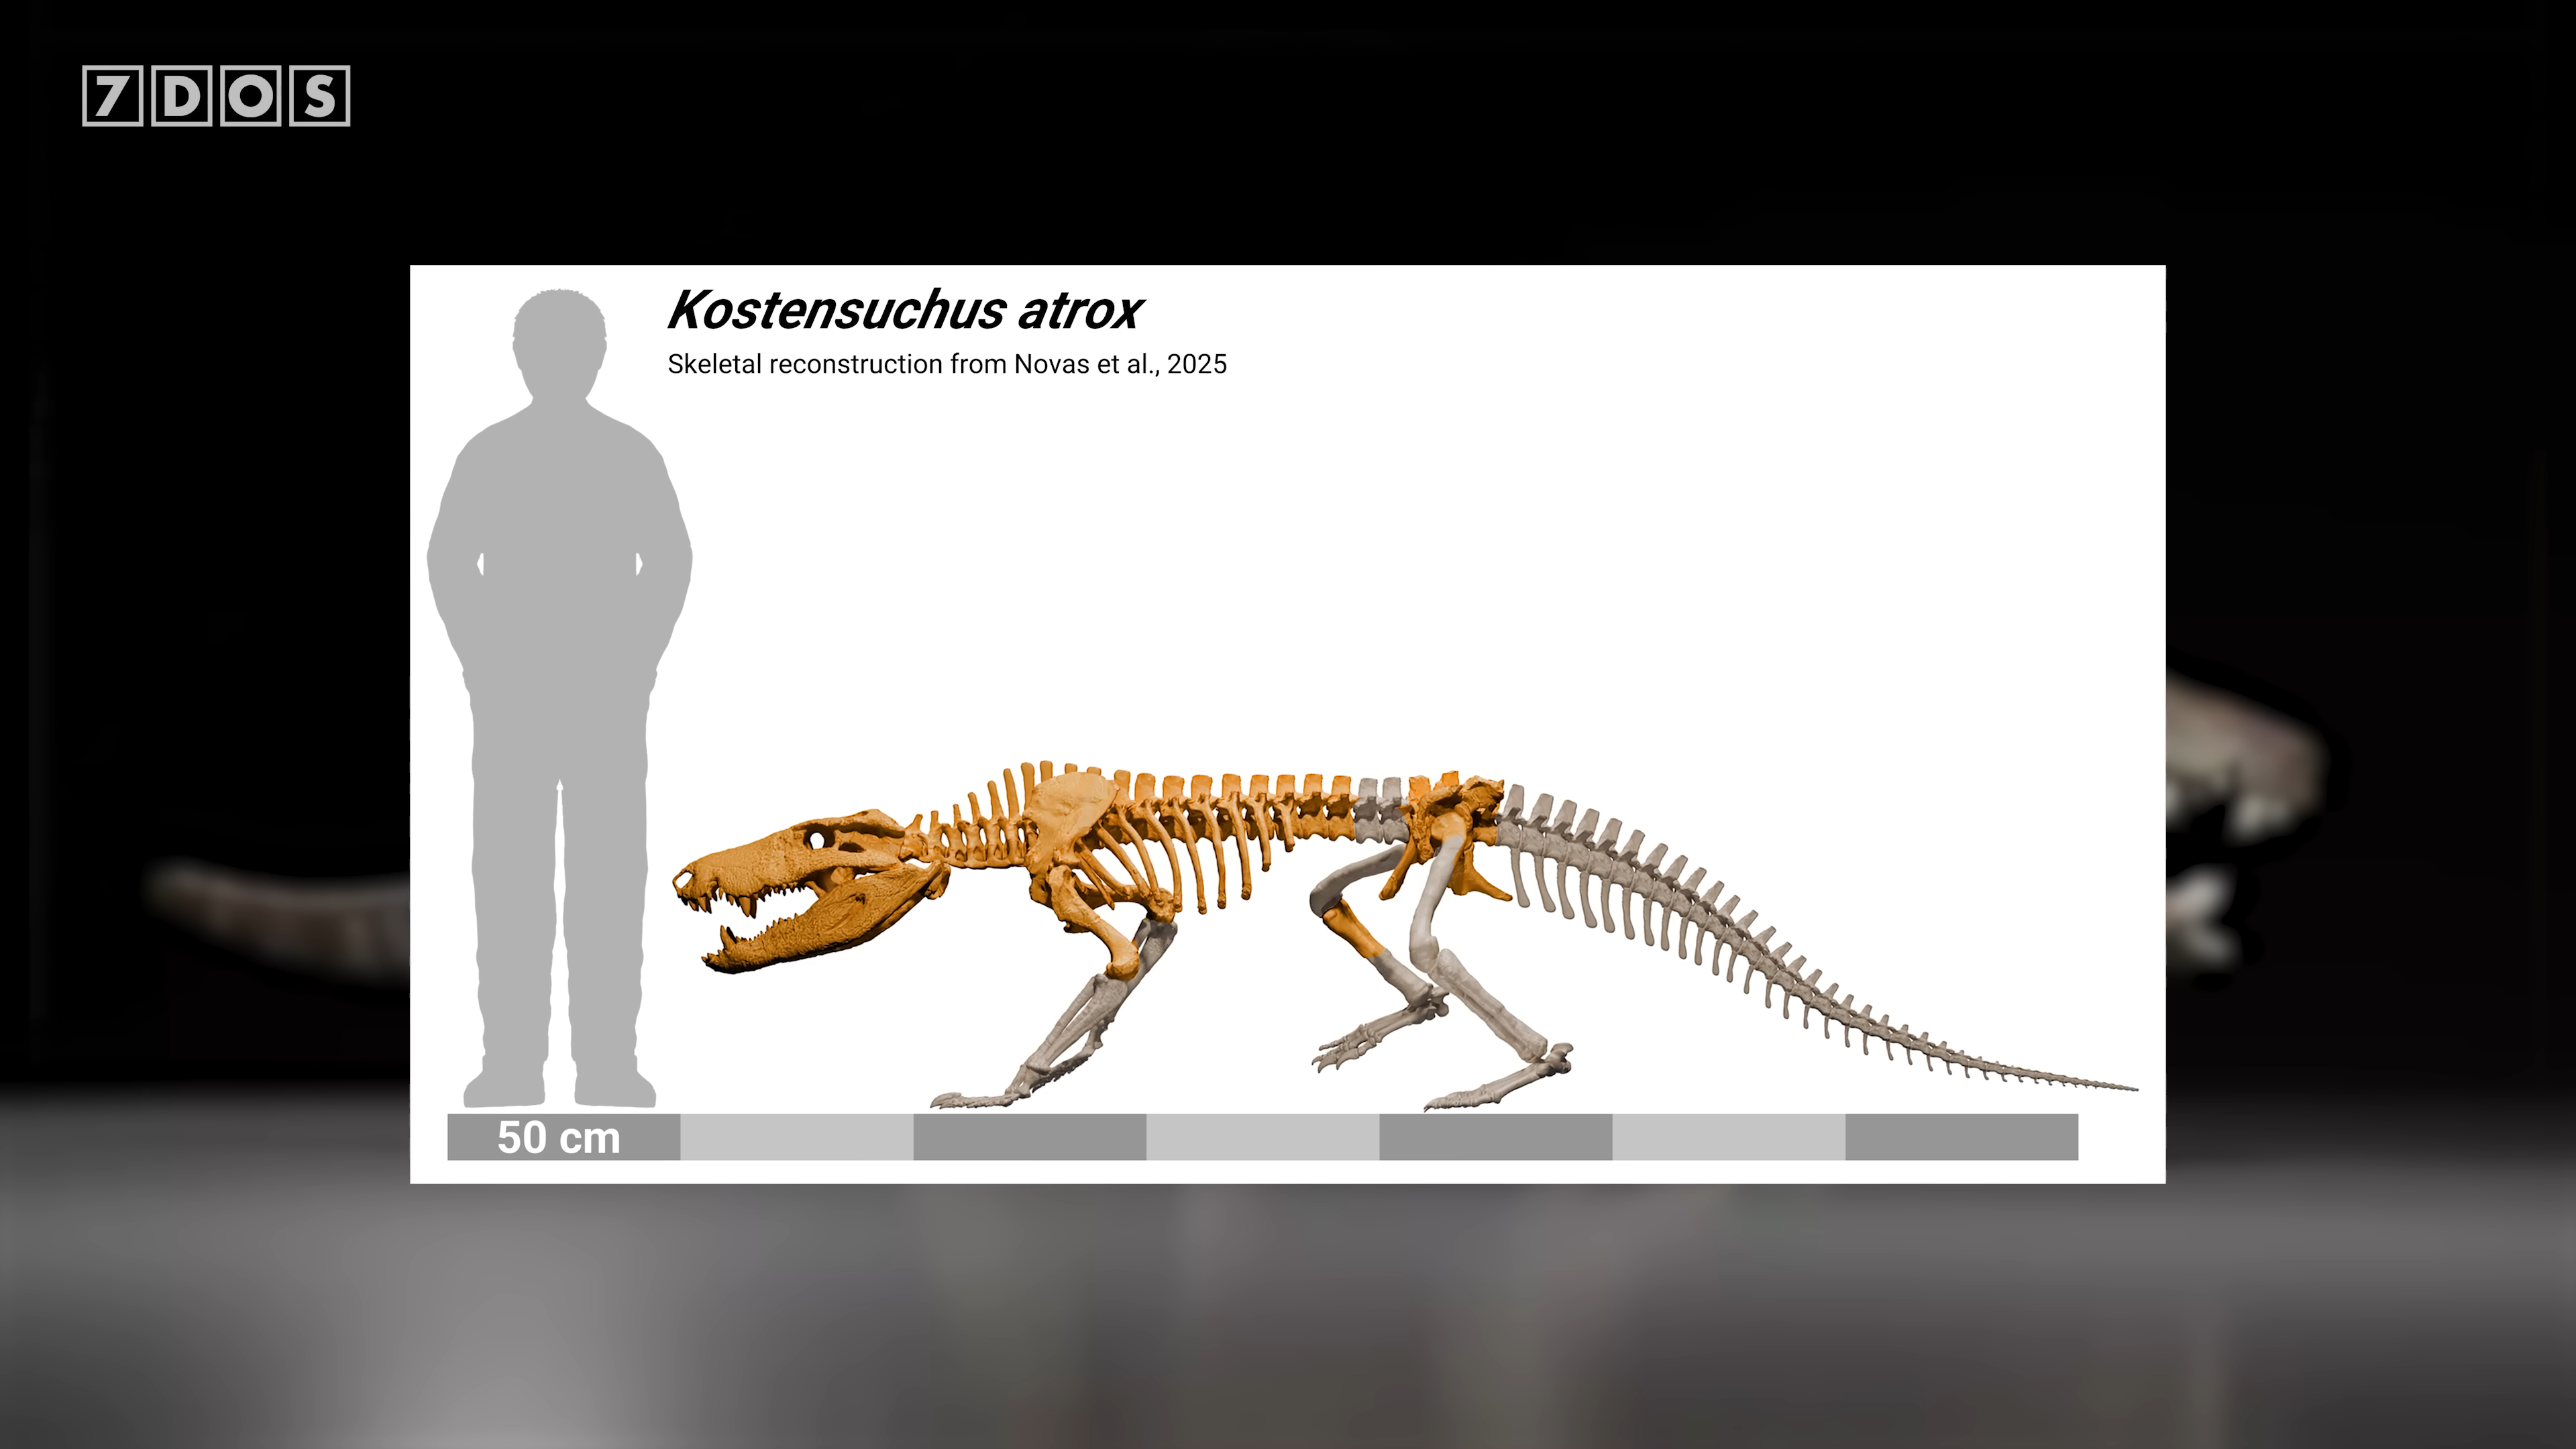 7DOS
Kostensuchus atrox
Skeletal reconstruction from Novas et al., 2025
50 cm